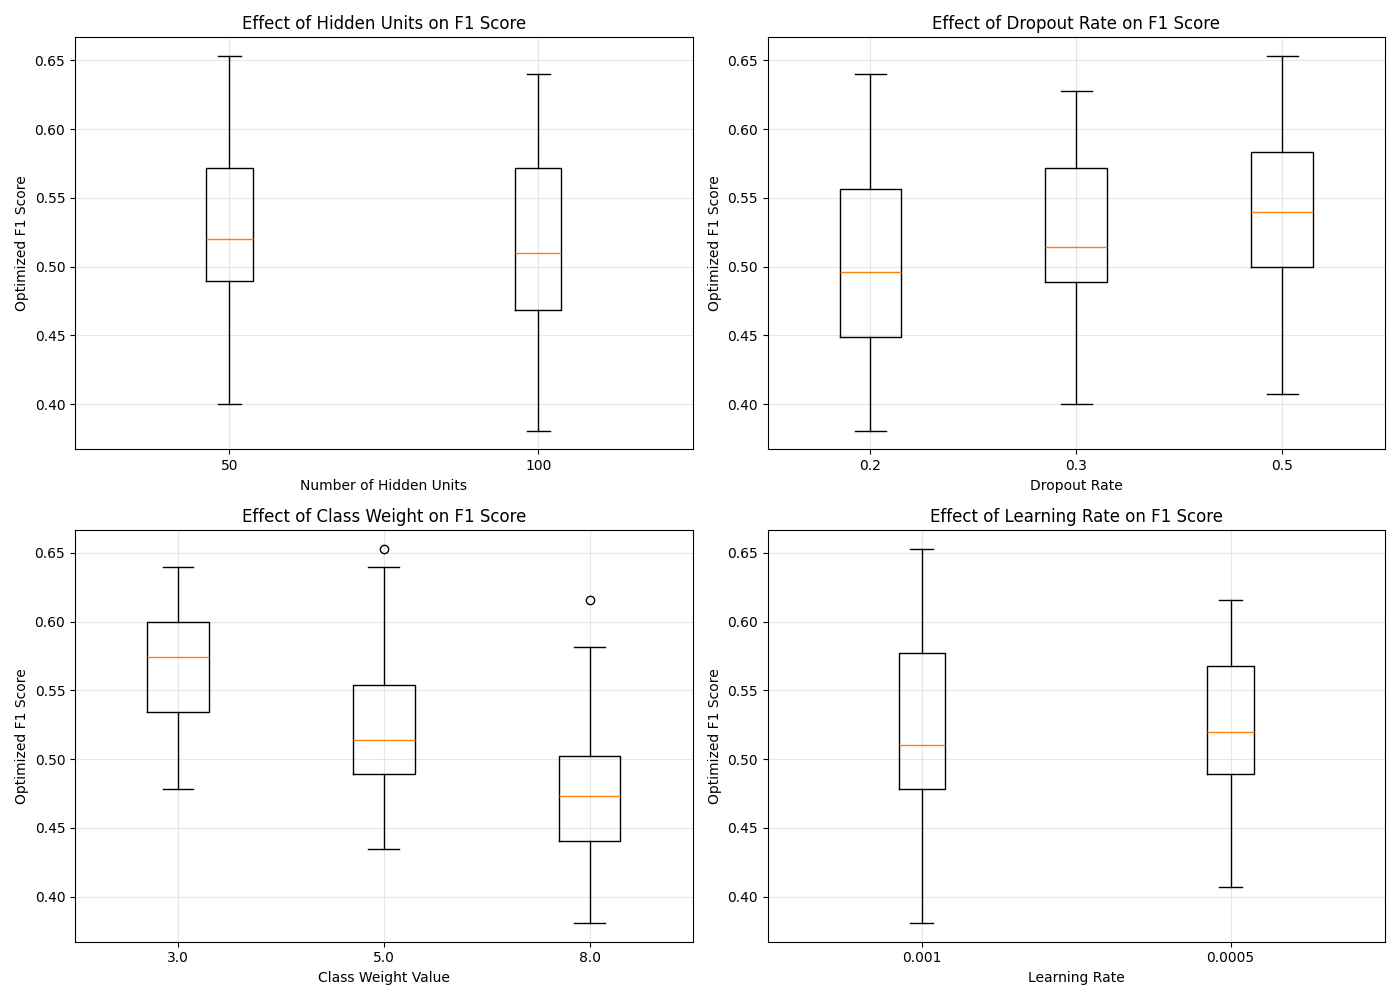 Effect of Hidden Units on F1 Score
Optimized F1 Score
0.65
0.60
0.55
0.50
0.45
0.40
50
100
Number of Hidden Units
Effect of Dropout Rate on F1 Score
Optimized F1 Score
0.65
0.60
0.55
0.50
0.45
0.40
0.2
0.3
0.5
Dropout Rate
Effect of Class Weight on F1 Score
Optimized F1 Score
0.65
0.60
0.55
0.50
0.45
0.40
3.0
5.0
8.0
Class Weight Value
Effect of Learning Rate on F1 Score
Optimized F1 Score
0.65
0.60
0.55
0.50
0.45
0.40
0.001
0.0005
Learning Rate